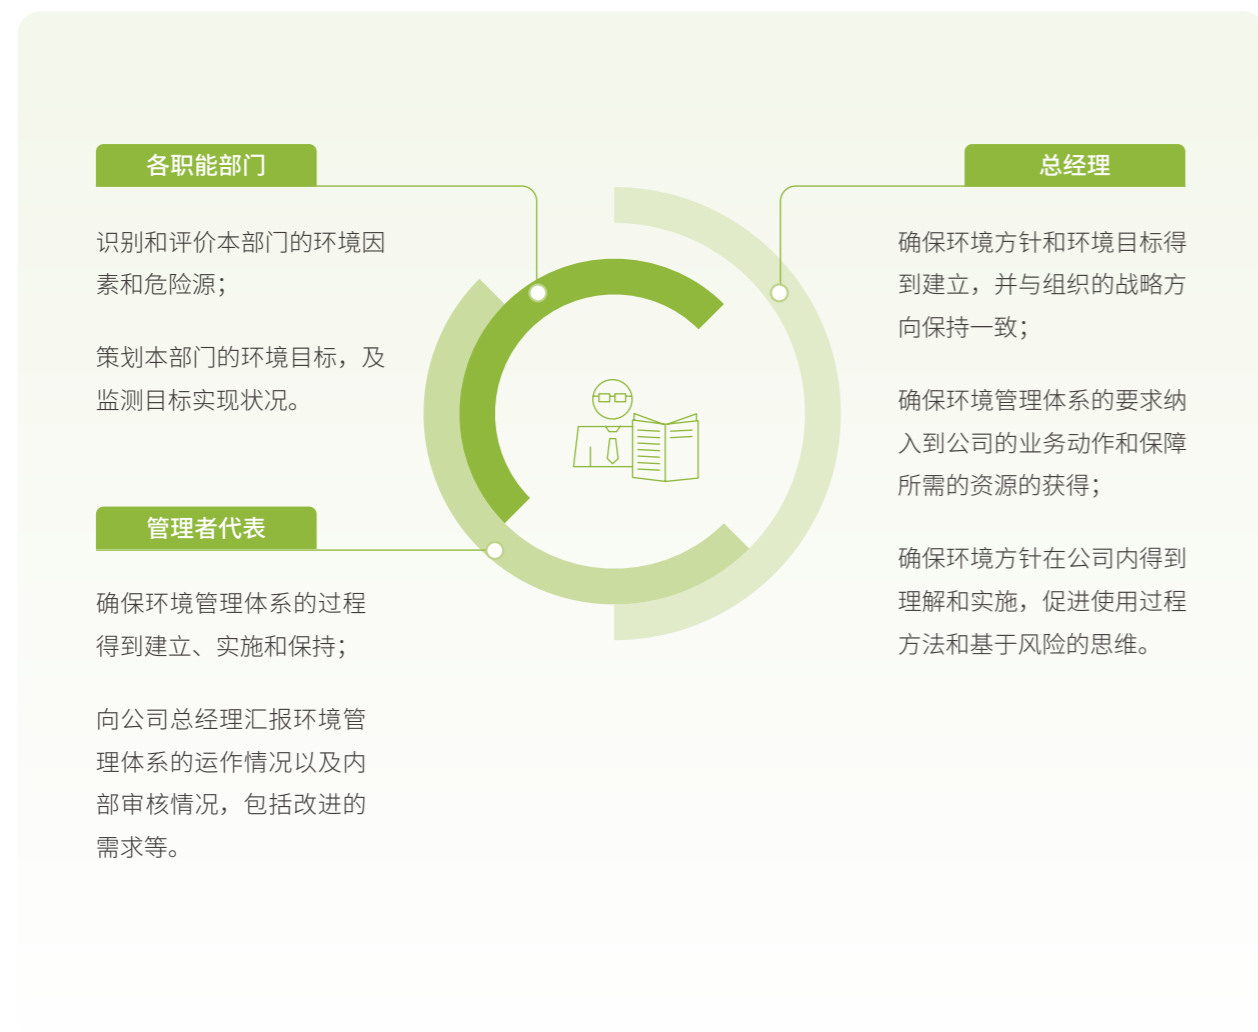 各职能部门
识别和评价本部门的环境因
素和危险源；
策划本部门的环境目标，及
监测目标实现状况。
管理者代表
确保环境管理体系的过程
得到建立、实施和保持；
向公司总经理汇报环境管
理体系的运作情况以及内
部审核情况，包括改进的
需求等。
总经理
确保环境方针和环境目标得
到建立，并与组织的战略方
向保持一致；
确保环境管理体系的要求纳
入到公司的业务动作和保障
所需的资源的获得；
确保环境方针在公司内得到
理解和实施，促进使用过程
方法和基于风险的思维。